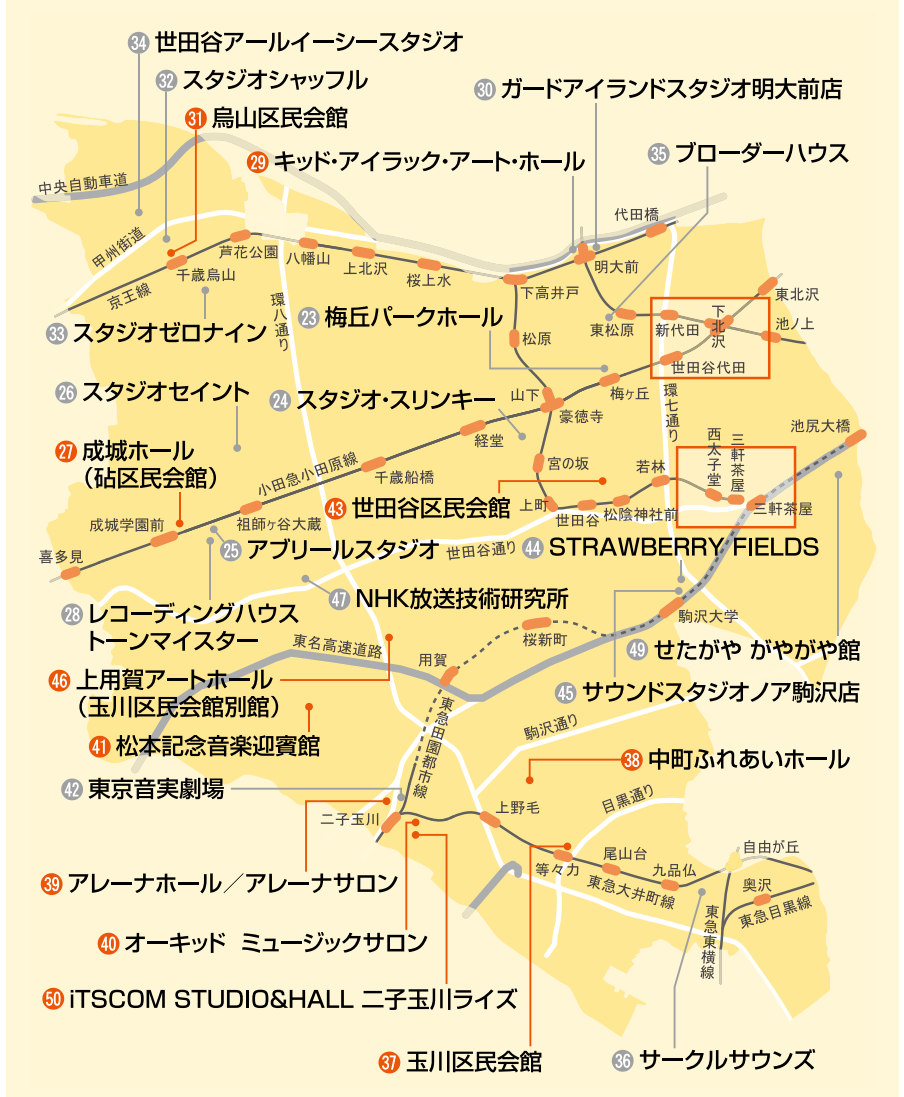 34 世田谷アールイーシースタジオ
32 スタジオシャッフル
30 ガードアイランドスタジオ明大前店
31 烏山区民会館
29 キッド・アイラック・アート・ホール
35 ブローダーハウス
中央自動車道
代田橋
甲州街道
芦花公園
八幡山
上北沢
桜上水
明大前
千歳烏山
京王線
下高井戸
東北沢
環八通り
33 スタジオゼロナイン
23 梅丘パークホール
松原
東松原
新代田
下北沢
池ノ上
世田谷代田
26 スタジオセイント
24 スタジオ・スリンキー
山下
豪徳寺
梅ヶ丘
環七通り
経堂
池尻大橋
27 成城ホール
（砧区民会館）
小田急小田原線
千歳船橋
宮の坂
若林
西太子堂
三軒茶屋
43 世田谷区民会館
上町
世田谷
松陰神社前
三軒茶屋
成城学園前
祖師ヶ谷大蔵
喜多見
25 アブリールスタジオ
世田谷通り
44 STRAWBERRY FIELDS
28 レコーディングハウス
トーンマイスター
47 NHK放送技術研究所
駒沢大学
東名高速道路
用賀
桜新町
49 せたがや がやがや館
46 上用賀アートホール
（玉川区民会館別館）
45 サウンドスタジオノア駒沢店
東急田園都市線
駒沢通り
41 松本記念音楽迎賓館
38 中町ふれあいホール
42 東京音実劇場
目黒通り
二子玉川
上野毛
等々力
尾山台
九品仏
自由が丘
39 アレーナホール／アレーナサロン
東急大井町線
奥沢
東急目黒線
東急東横線
40 オーキッド ミュージックサロン
50 iTSCOM STUDIO&HALL 二子玉川ライズ
37 玉川区民会館
36 サークルサウンズ